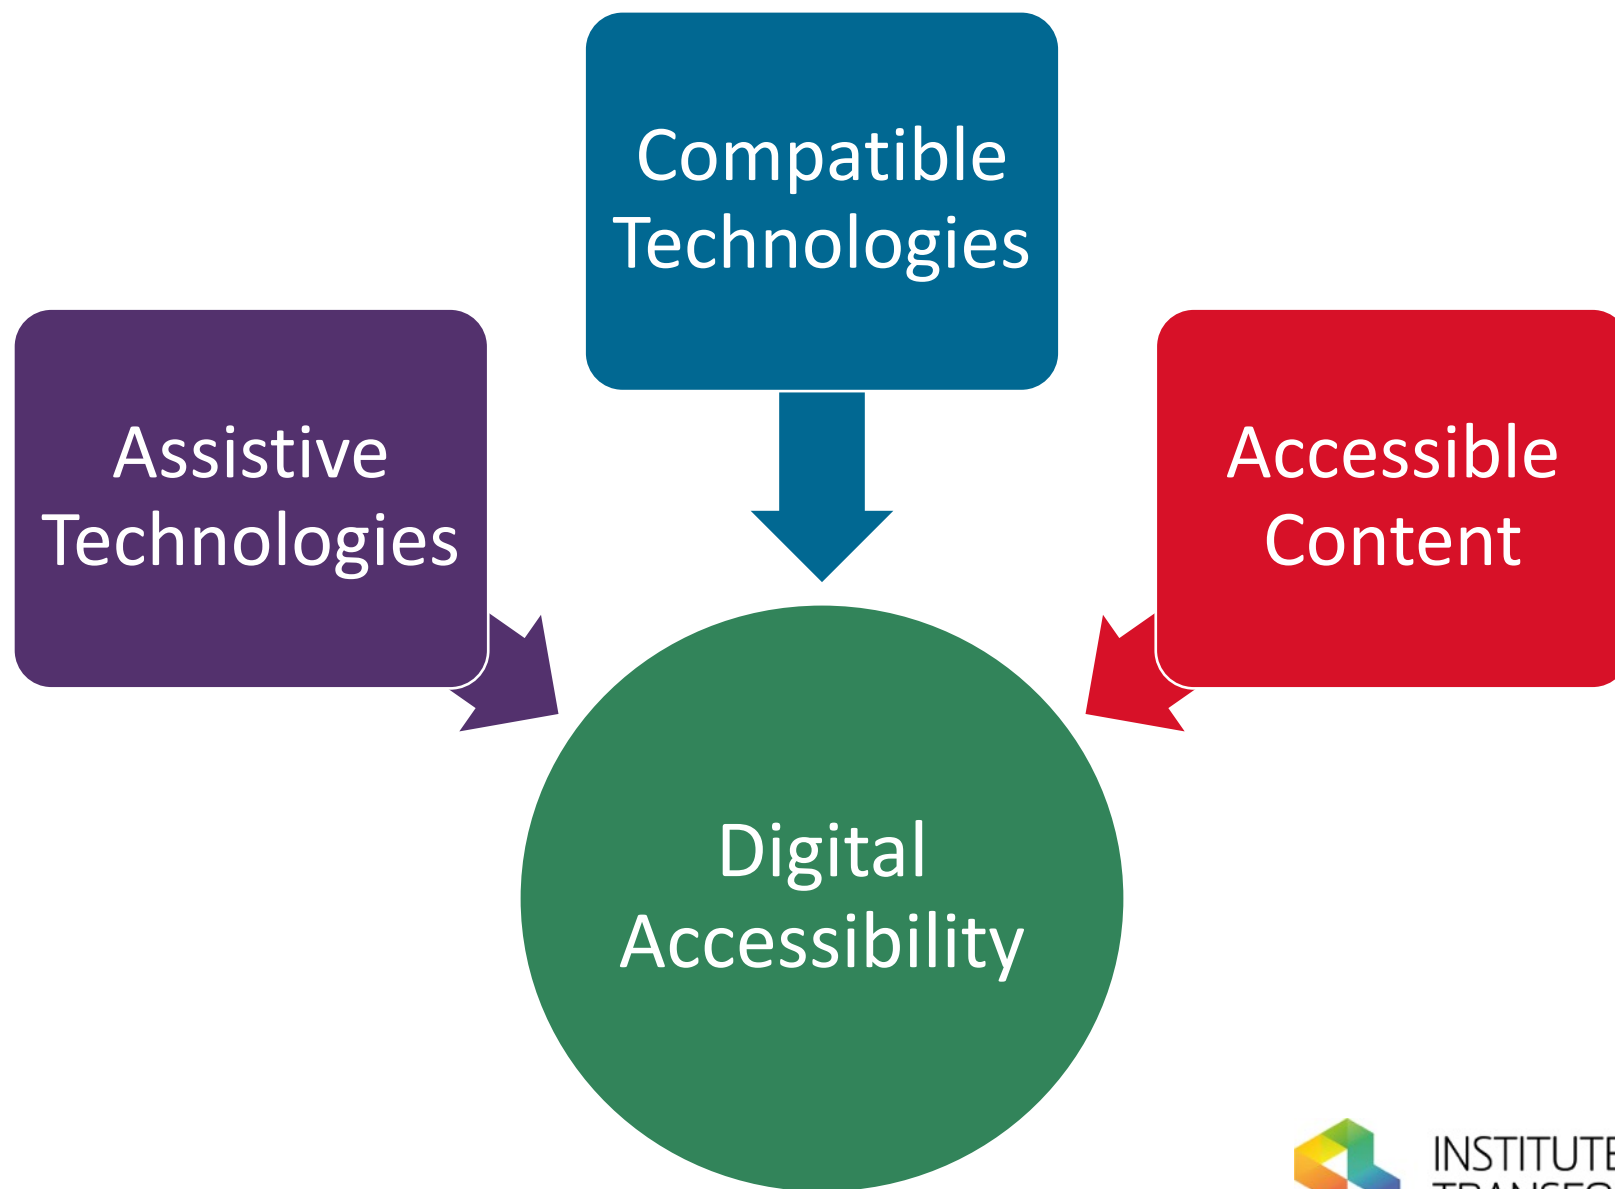 Compatible
Technologies
Assistive
Technologies
Accessible
Content
Digital
Accessibility
INSTITUTE